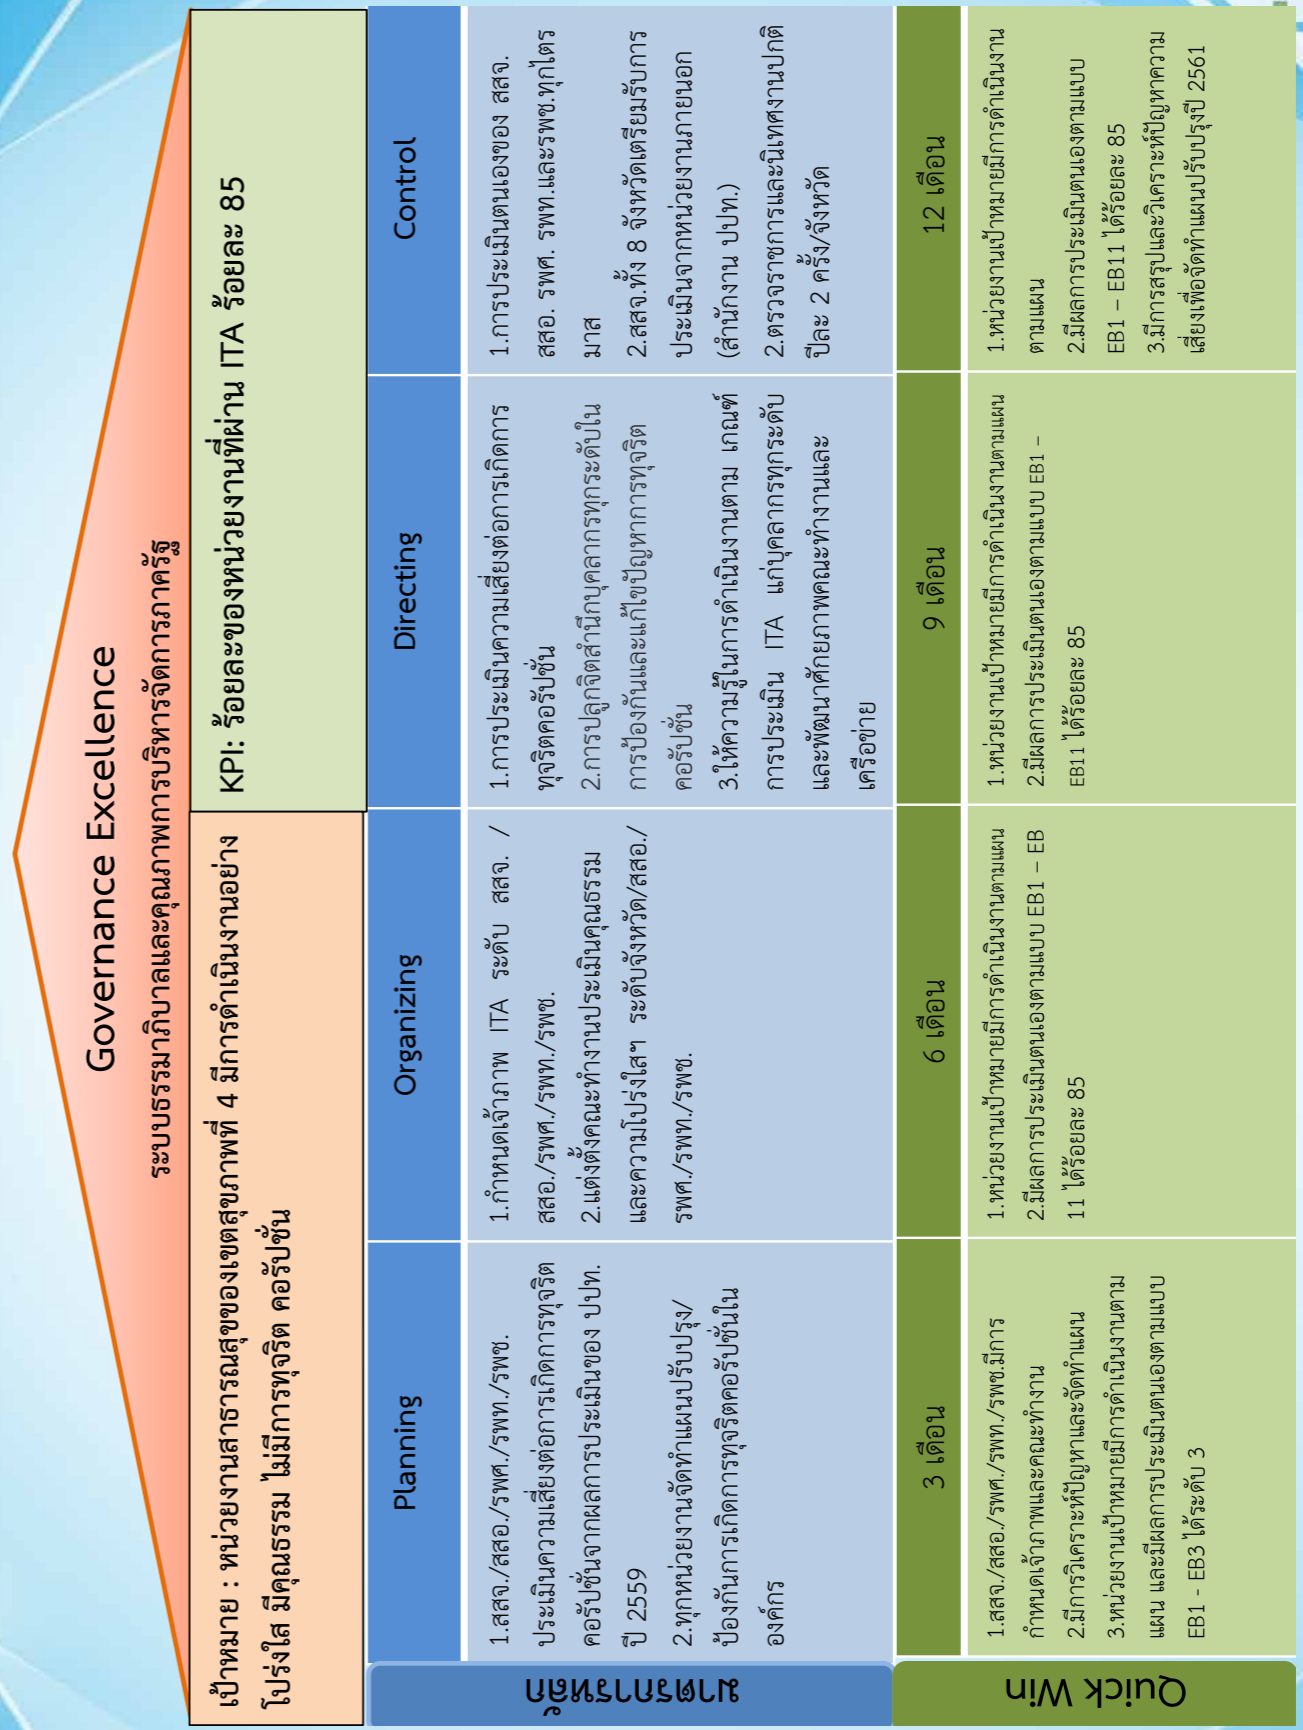 Governance Excellence
ระบบธรรมาภิบาลและคุณภาพการบริหารจัดการภาครัฐ
เป้าหมาย : หน่วยงานสาธารณสุขของเขตสุขภาพที่ 4 มีการดำเนินงานอย่าง
โปร่งใส มีคุณธรรม ไม่มีการทุจริต คอรัปชั่น
KPI: ร้อยละของหน่วยงานที่ผ่าน ITA ร้อยละ 85
มาตรการหลัก
Planning
1.สสจ./สสอ./รพศ./รพท./รพช.
ประเมินความเสี่ยงต่อการเกิดการทุจริต
คอรัปชั่นจากผลการประเมินของ ปปท.
ปี 2559
2.ทุกหน่วยงานจัดทำแผนปรับปรุง/
ป้องกันการเกิดการทุจริตคอรัปชั่นใน
องค์กร
Organizing
1.กำหนดเจ้าภาพ ITA ระดับ สสจ. /
สสอ./รพศ./รพท./รพช.
2.แต่งตั้งคณะทำงานประเมินคุณธรรม
และความโปร่งใสฯ ระดับจังหวัด/สสอ./
รพศ./รพท./รพช.
Directing
1.การประเมินความเสี่ยงต่อการเกิดการ
ทุจริตคอรัปชั่น
2.การปลูกจิตสำนึกบุคลากรทุกระดับใน
การป้องกันและแก้ไขปัญหาการทุจริต
คอรัปชั่น
3.ให้ความรู้ในการดำเนินงานตาม เกณฑ์
การประเมิน ITA แก่บุคลากรทุกระดับ
และพัฒนาศักยภาพคณะทำงานและ
เครือข่าย
Control
1.การประเมินตนเองของ สสจ.
สสอ. รพศ. รพท.และรพช.ทุกไตร
มาส
2.สสจ.ทั้ง 8 จังหวัดเตรียมรับการ
ประเมินจากหน่วยงานภายนอก
(สำนักงาน ปปท.)
2.ตรวจราชการและนิเทศงานปกติ
ปีละ 2 ครั้ง/จังหวัด
Quick Win
3 เดือน
1.สสจ./สสอ./รพศ./รพท./รพช.มีการ
กำหนดเจ้าภาพและคณะทำงาน
2.มีการวิเคราะห์ปัญหาและจัดทำแผน
3.หน่วยงานเป้าหมายมีการดำเนินงานตาม
แผน และมีผลการประเมินตนเองตามแบบ
EB1 - EB3 ได้ระดับ 3
6 เดือน
1.หน่วยงานเป้าหมายมีการดำเนินงานตามแผน
2.มีผลการประเมินตนเองตามแบบ EB1 – EB
11 ได้ร้อยละ 85
9 เดือน
1.หน่วยงานเป้าหมายมีการดำเนินงานตามแผน
2.มีผลการประเมินตนเองตามแบบ EB1 –
EB11 ได้ร้อยละ 85
12 เดือน
1.หน่วยงานเป้าหมายมีการดำเนินงาน
ตามแผน
2.มีผลการประเมินตนเองตามแบบ
EB1 – EB11 ได้ร้อยละ 85
3.มีการสรุปและวิเคราะห์ปัญหาความ
เสี่ยงเพื่อจัดทำแผนปรับปรุงปี 2561